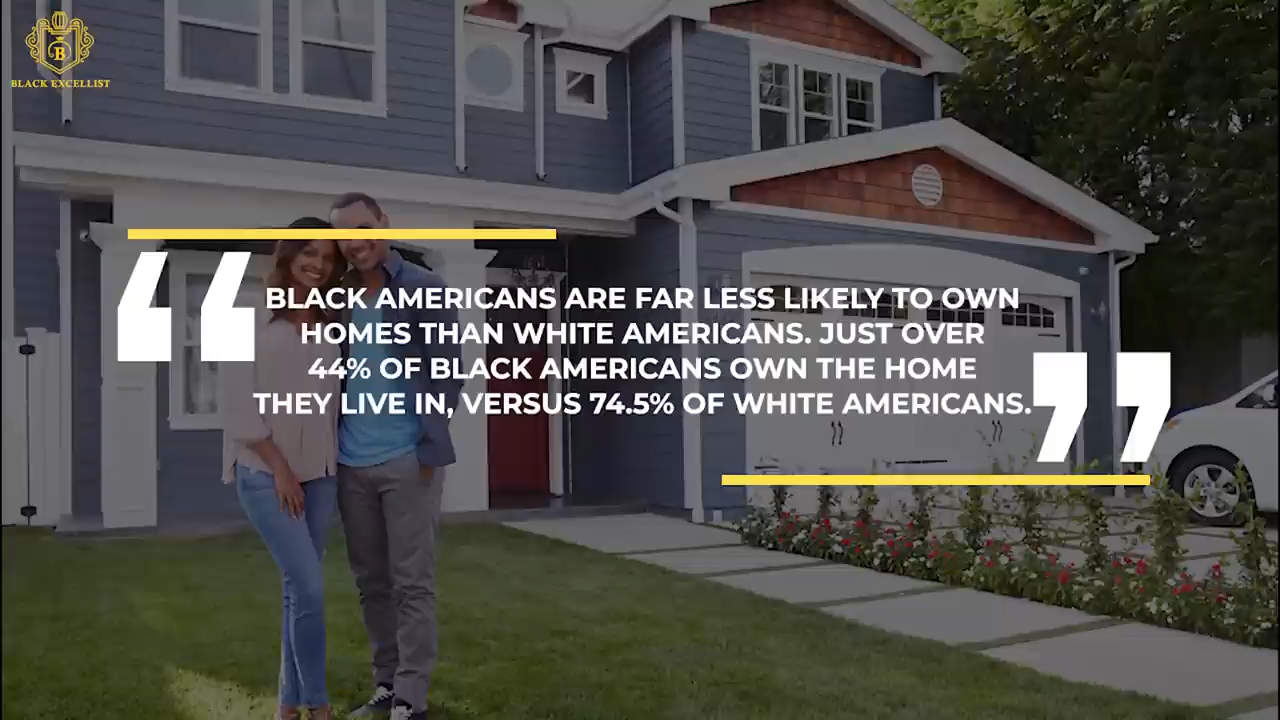 B
BLACK EXCELLIST
“
BLACK AMERICANS ARE FAR LESS LIKELY TO OWN
HOMES THAN WHITE AMERICANS. JUST OVER
44% OF BLACK AMERICANS OWN THE HOME
THEY LIVE IN, VERSUS 74.5% OF WHITE AMERICANS.
”